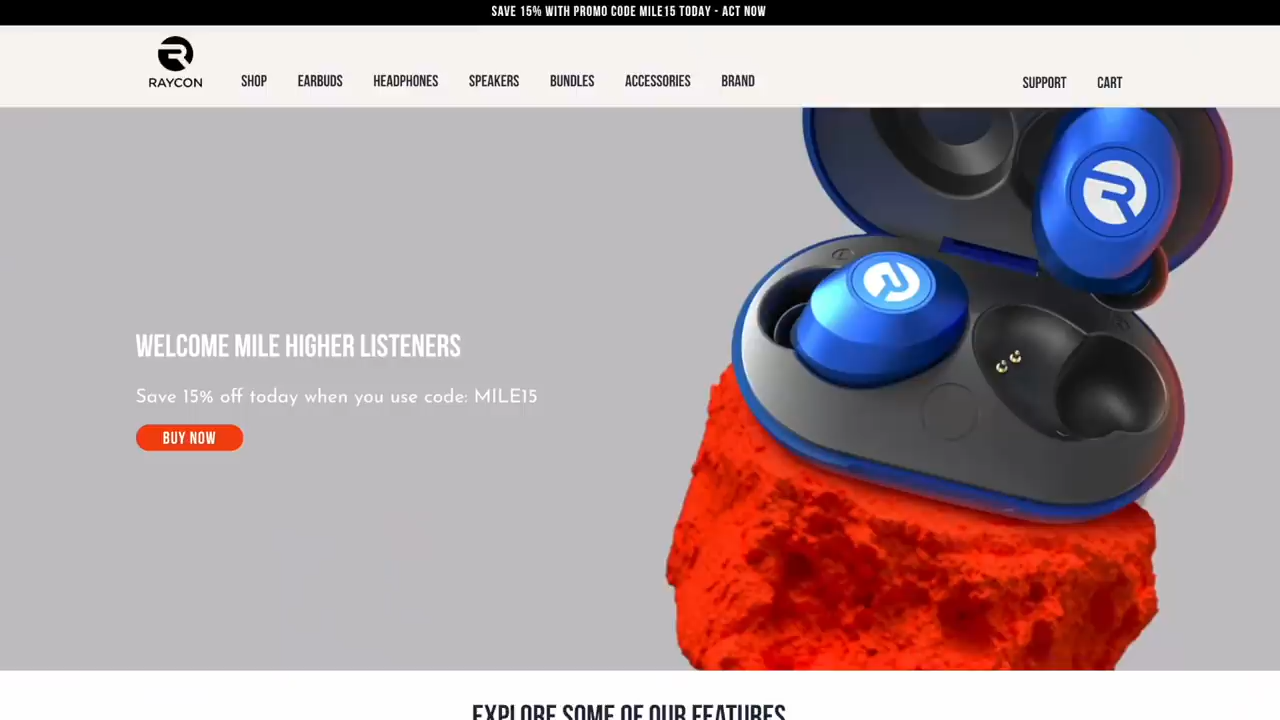 SAVE 15% WITH PROMO CODE MILE15 TODAY - ACT NOW
RAYCON
SHOP
EARBUDS
HEADPHONES
SPEAKERS
BUNDLES
ACCESSORIES
BRAND
SUPPORT
CART
WELCOME MILE HIGHER LISTENERS
Save 15% off today when you use code: MILE15
BUY NOW
EXPLORE SOME OF OUR FEATURES